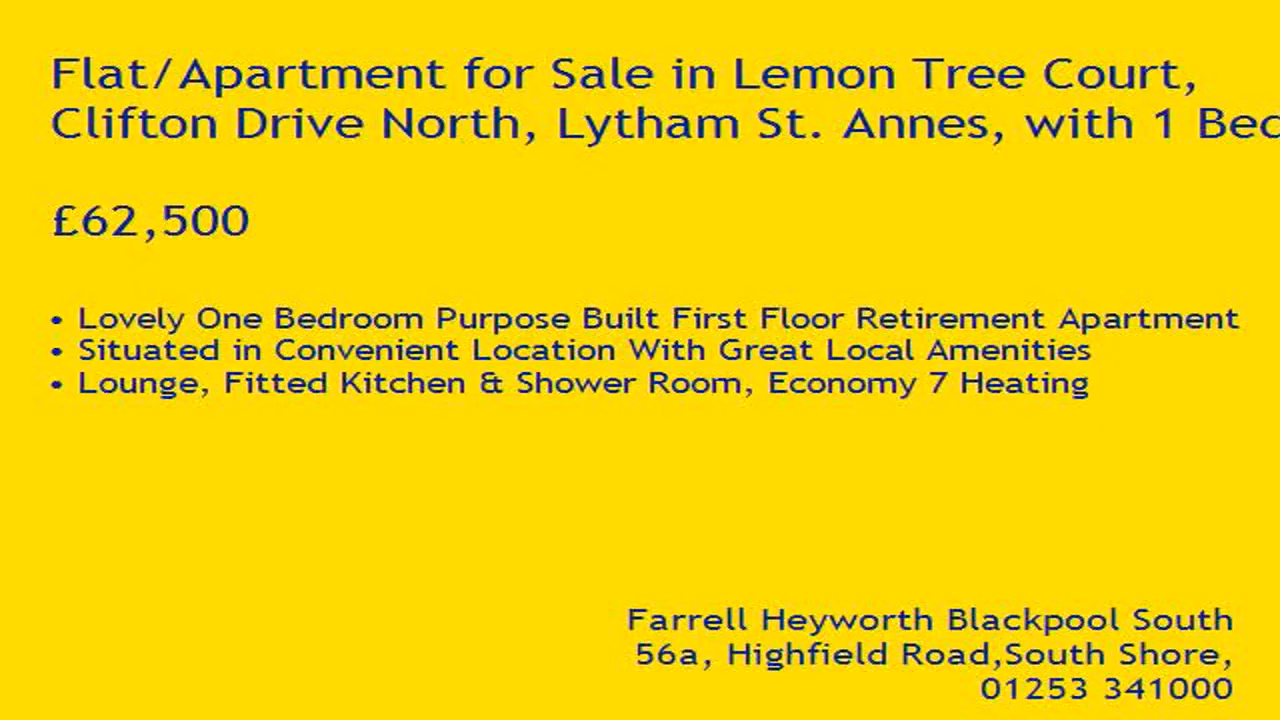 Flat/Apartment for Sale in Lemon Tree Court,
Clifton Drive North, Lytham St. Annes, with 1 Bed
£62,500
• Lovely One Bedroom Purpose Built First Floor Retirement Apartment
• Situated in Convenient Location With Great Local Amenities
• Lounge, Fitted Kitchen & Shower Room, Economy 7 Heating
Farrell Heyworth Blackpool South
56a, Highfield Road,South Shore,
01253 341000